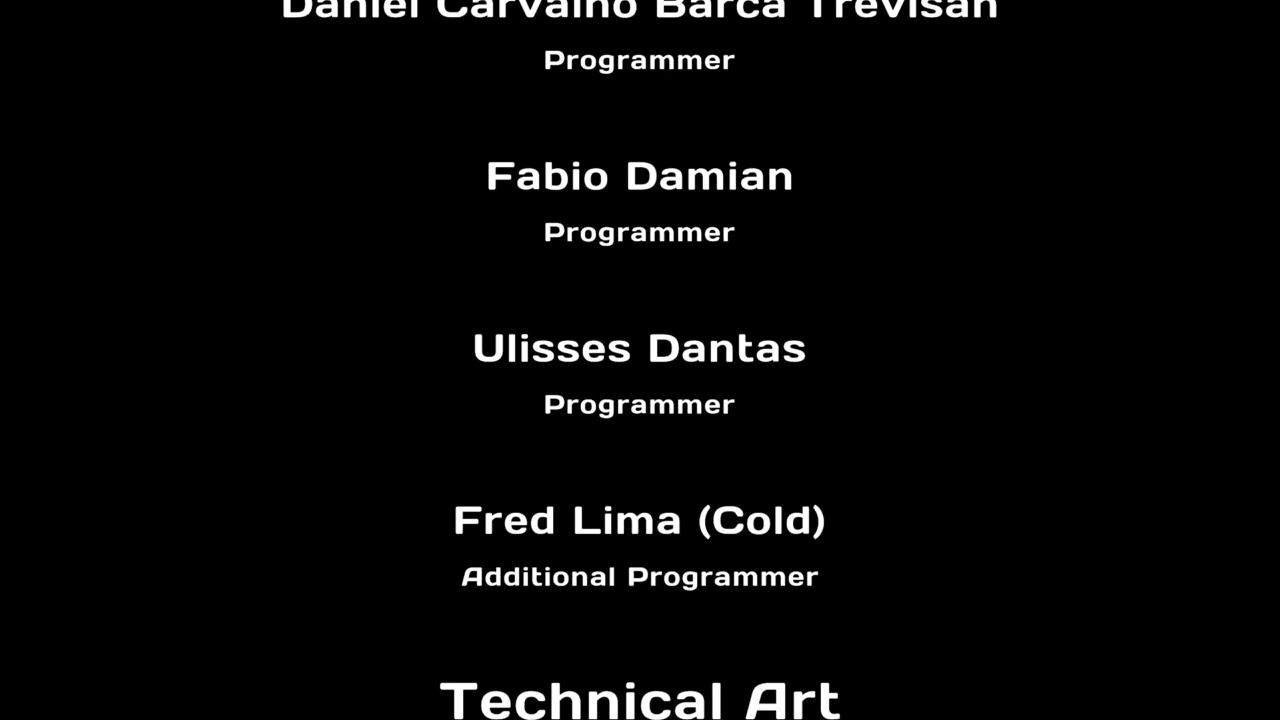 Daniel Carvalho Barca Trevisan
Programmer
Fabio Damian
Programmer
Ulisses Dantas
Programmer
Fred Lima (Cold)
Additional Programmer
Technical Art